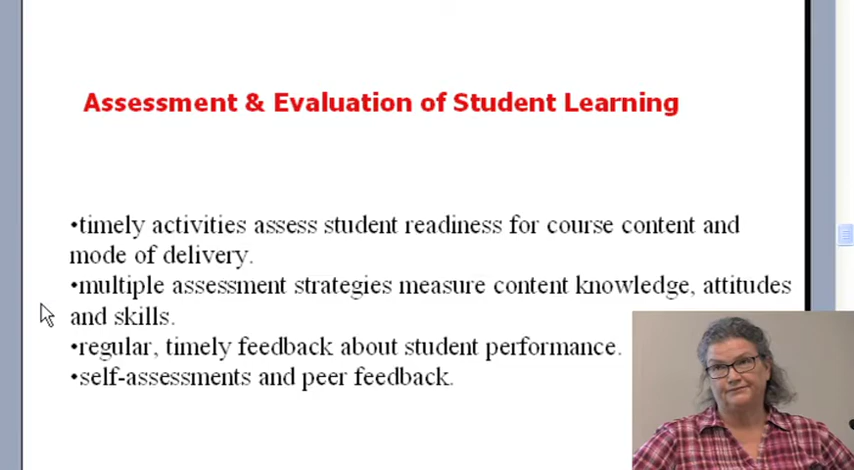 Assessment & Evaluation of Student Learning
•timely activities assess student readiness for course content and
mode of delivery.
•multiple assessment strategies measure content knowledge, attitudes
and skills.
•regular, timely feedback about student performance.
•self-assessments and peer feedback.